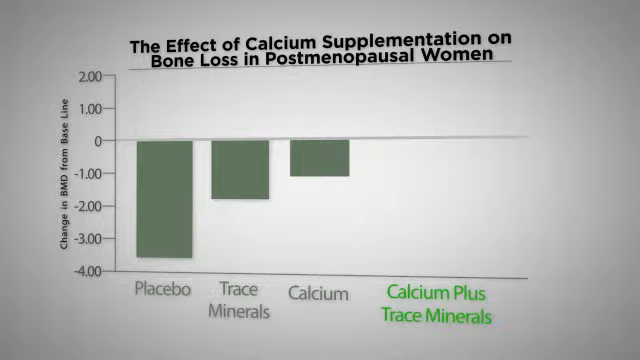 The Effect of Calcium Supplementation on
Bone Loss in Postmenopausal Women
Change in BMD from Base Line
2.00
1.00
0
-1.00
-2.00
-3.00
-4.00
Placebo
Trace
Minerals
Calcium
Calcium Plus
Trace Minerals